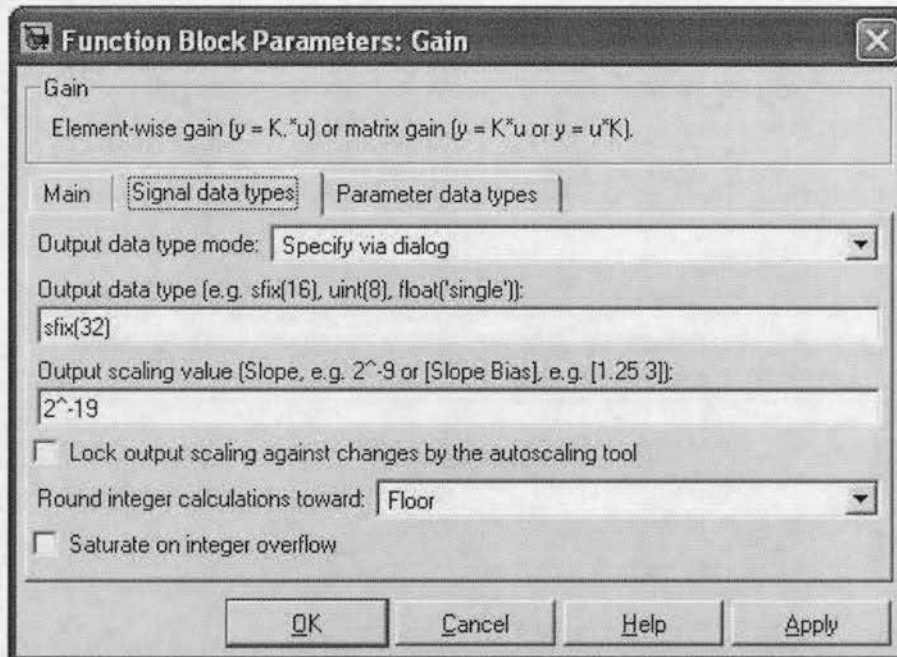 Function Block Parameters: Gain
Gain
Element-wise gain (y = K.*u) or matrix gain (y = K*u or y = u*K).
Main Signal data types Parameter data types
Output data type mode: Specify via dialog
Output data type (e.g. sfix(16), uint(8), float('single')):
sfix(32)
Output scaling value (Slope, e.g. 2^-9 or [Slope Bias], e.g. [1.25 3]):
2^-19
Lock output scaling against changes by the autoscaling tool
Round integer calculations toward: Floor
Saturate on integer overflow
OK Cancel Help Apply